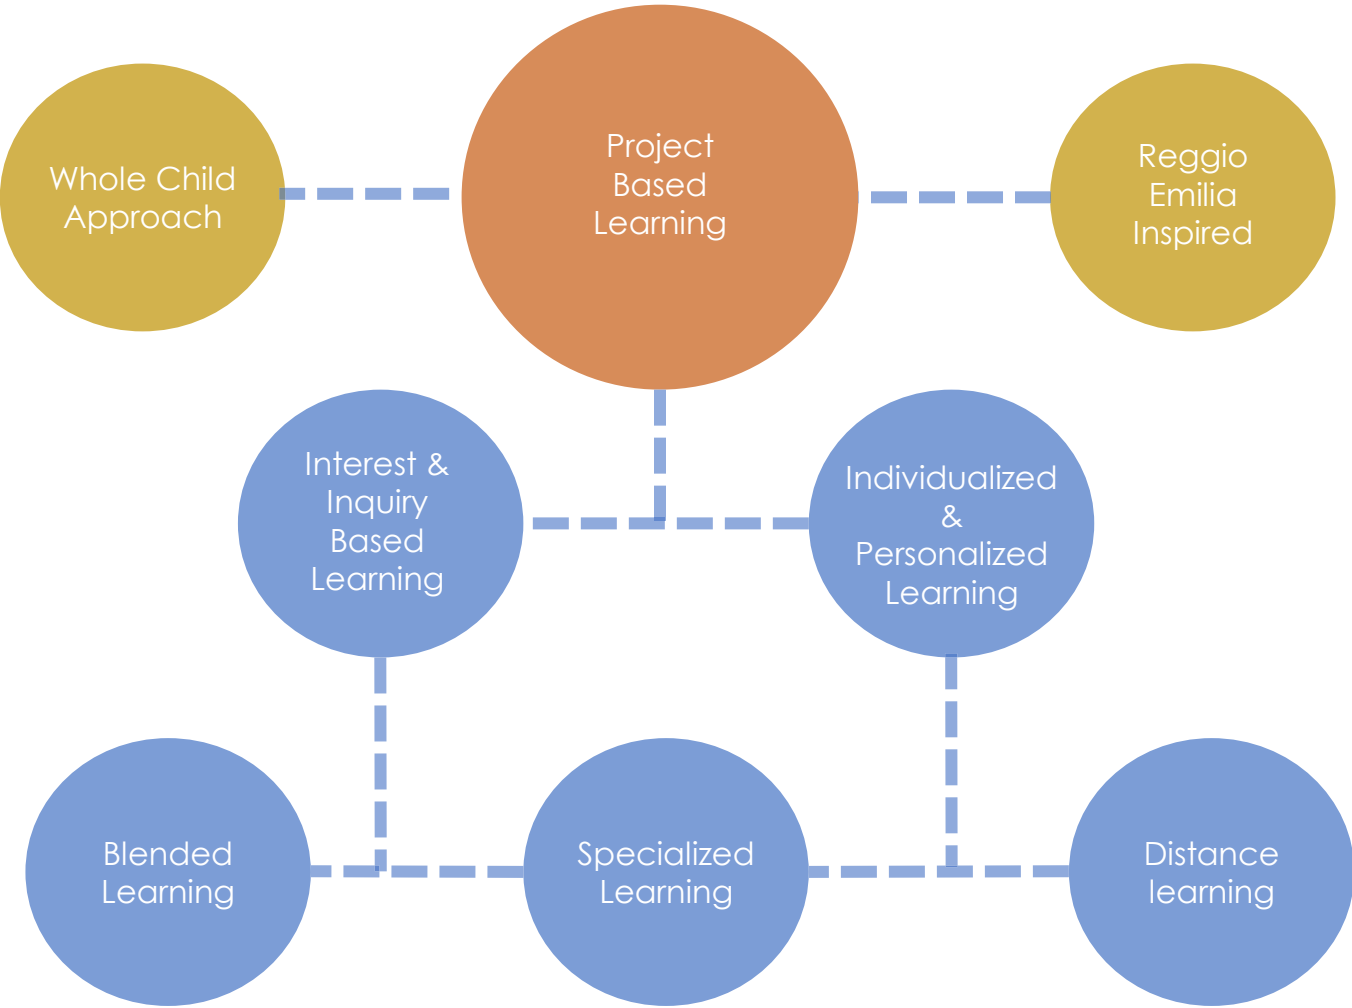 Whole Child
Approach
Project
Based
Learning
Reggio
Emilia
Inspired
Interest &
Inquiry
Based
Learning
Individualized
&
Personalized
Learning
Blended
Learning
Specialized
Learning
Distance
learning